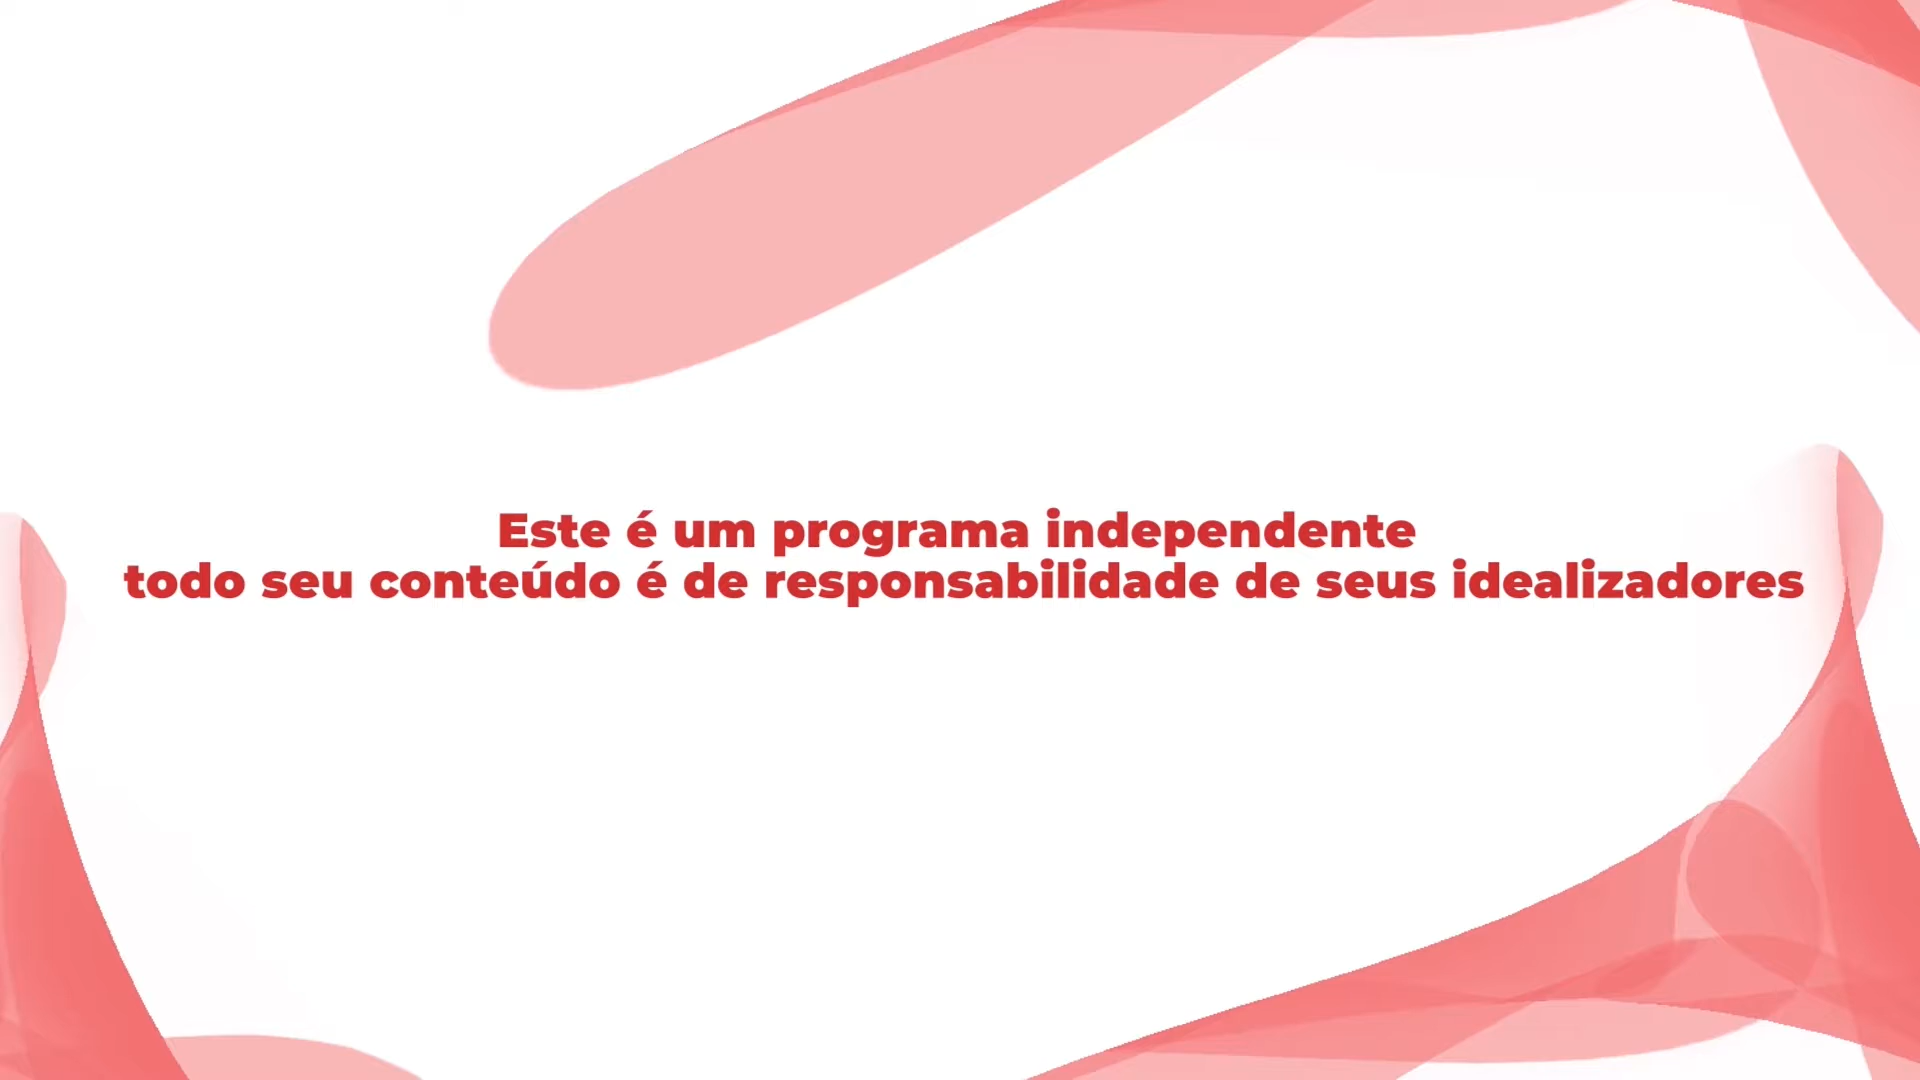 Este é um programa independente
todo seu conteúdo é de responsabilidade de seus idealizadores